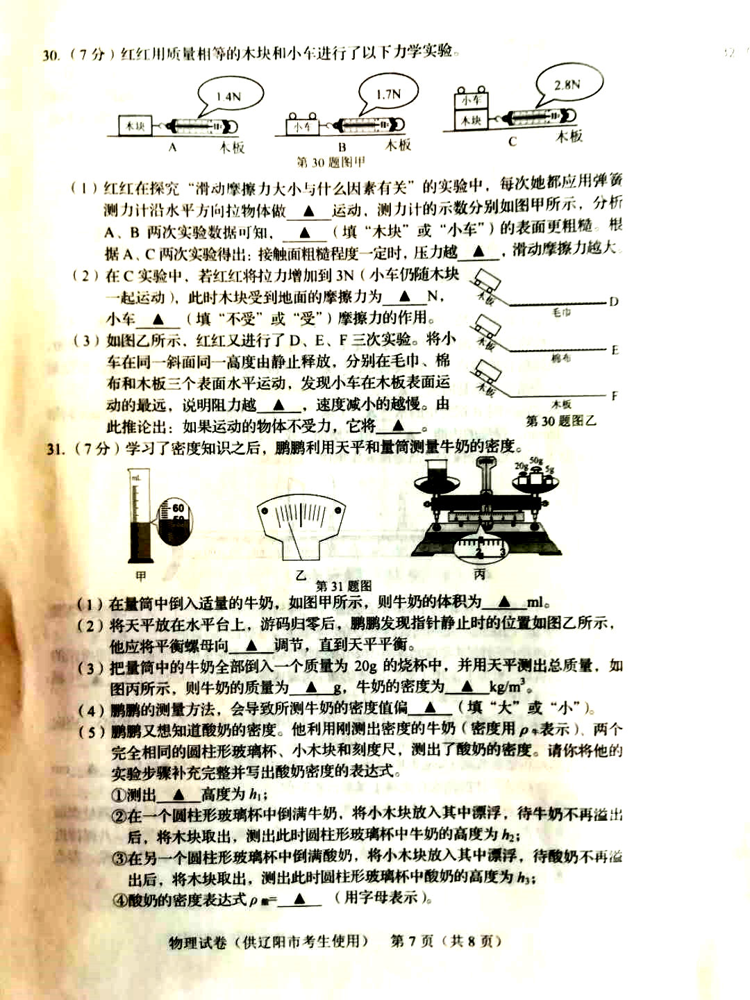 30.（7分）红红用质量相等的木块和小车进行了以下力学实验。
1.4N 1.7N 2.8N
木块 小车 小车 木块
A 木板 B 木板 C 木板
第30题图甲
（1）红红在探究“滑动摩擦力大小与什么因素有关”的实验中，每次她都应用弹簧
测力计沿水平方向拉物体做▲运动，测力计的示数分别如图甲所示，分析
A、B 两次实验数据可知，▲（填“木块”或“小车”）的表面更粗糙。根
据A、C两次实验得出：接触面粗糙程度一定时，压力越▲，滑动摩擦力越大。
（2）在C实验中，若红红将拉力增加到3N（小车仍随木块
一起运动），此时木块受到地面的摩擦力为▲N，
小车▲（填“不受”或“受”）摩擦力的作用。
（3）如图乙所示，红红又进行了D、E、F三次实验。将小
车在同一斜面同一高度由静止释放，分别在毛巾、棉
布和木板三个表面水平运动，发现小车在木板表面运
动的最远，说明阻力越▲，速度减小的越慢。由
此推论出：如果运动的物体不受力，它将▲。
木板 毛巾 D
木板 棉布 E
木板 木板 F
第30题图乙
31.（7分）学习了密度知识之后，鹏鹏利用天平和量筒测量牛奶的密度。
mL 60 50
20g 50g 5g
2 3
甲 乙 丙
第31题图
（1）在量筒中倒入适量的牛奶，如图甲所示，则牛奶的体积为▲ml。
（2）将天平放在水平台上，游码归零后，鹏鹏发现指针静止时的位置如图乙所示，
他应将平衡螺母向▲调节，直到天平平衡。
（3）把量筒中的牛奶全部倒入一个质量为 20g 的烧杯中，并用天平测出总质量，如
图丙所示，则牛奶的质量为▲g，牛奶的密度为▲kg/m³。
（4）鹏鹏的测量方法，会导致所测牛奶的密度值偏▲（填“大”或“小”）。
（5）鹏鹏又想知道酸奶的密度。他利用刚测出密度的牛奶（密度用ρ牛表示）、两个
完全相同的圆柱形玻璃杯、小木块和刻度尺，测出了酸奶的密度。请你将他的
实验步骤补充完整并写出酸奶密度的表达式。
①测出▲高度为h₁；
②在一个圆柱形玻璃杯中倒满牛奶，将小木块放入其中漂浮，待牛奶不再溢出
后，将木块取出，测出此时圆柱形玻璃杯中牛奶的高度为h₂；
③在另一个圆柱形玻璃杯中倒满酸奶，将小木块放入其中漂浮，待酸奶不再溢
出后，将木块取出，测出此时圆柱形玻璃杯中酸奶的高度为h₃；
④酸奶的密度表达式ρ酸=▲（用字母表示）。
物理试卷（供辽阳市考生使用） 第7页（共8页）